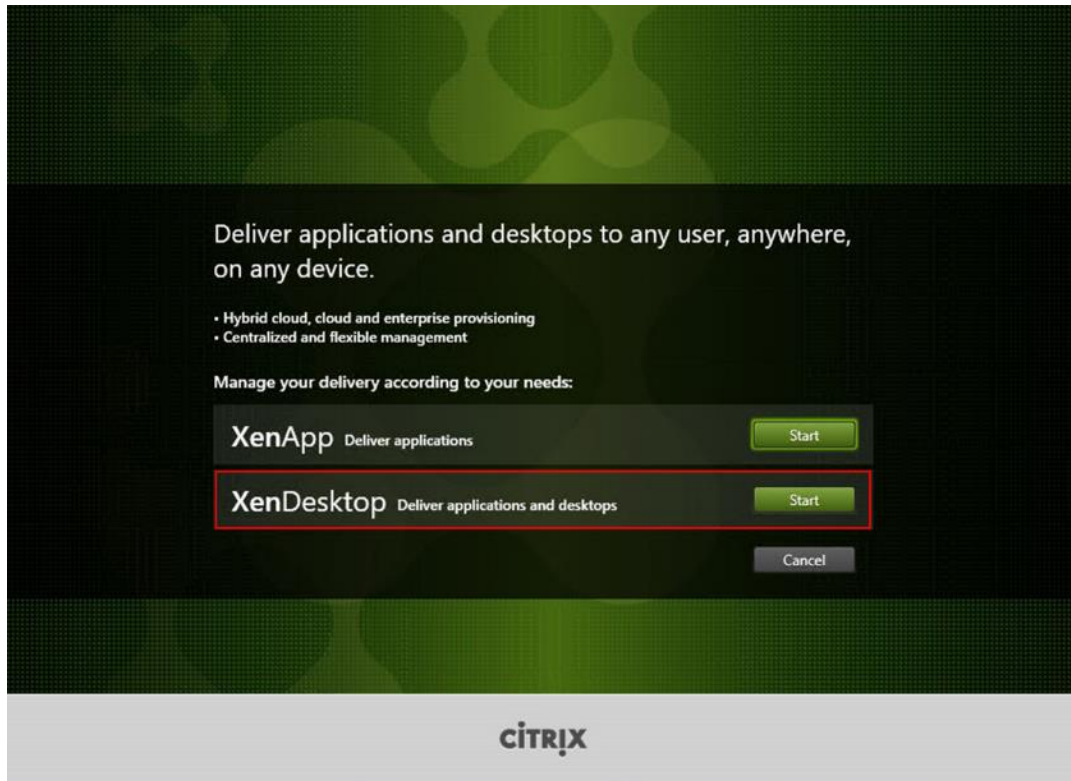 Deliver applications and desktops to any user, anywhere,
on any device.
• Hybrid cloud, cloud and enterprise provisioning
• Centralized and flexible management
Manage your delivery according to your needs:
XenApp Deliver applications Start
XenDesktop Deliver applications and desktops Start
Cancel
CITRIX